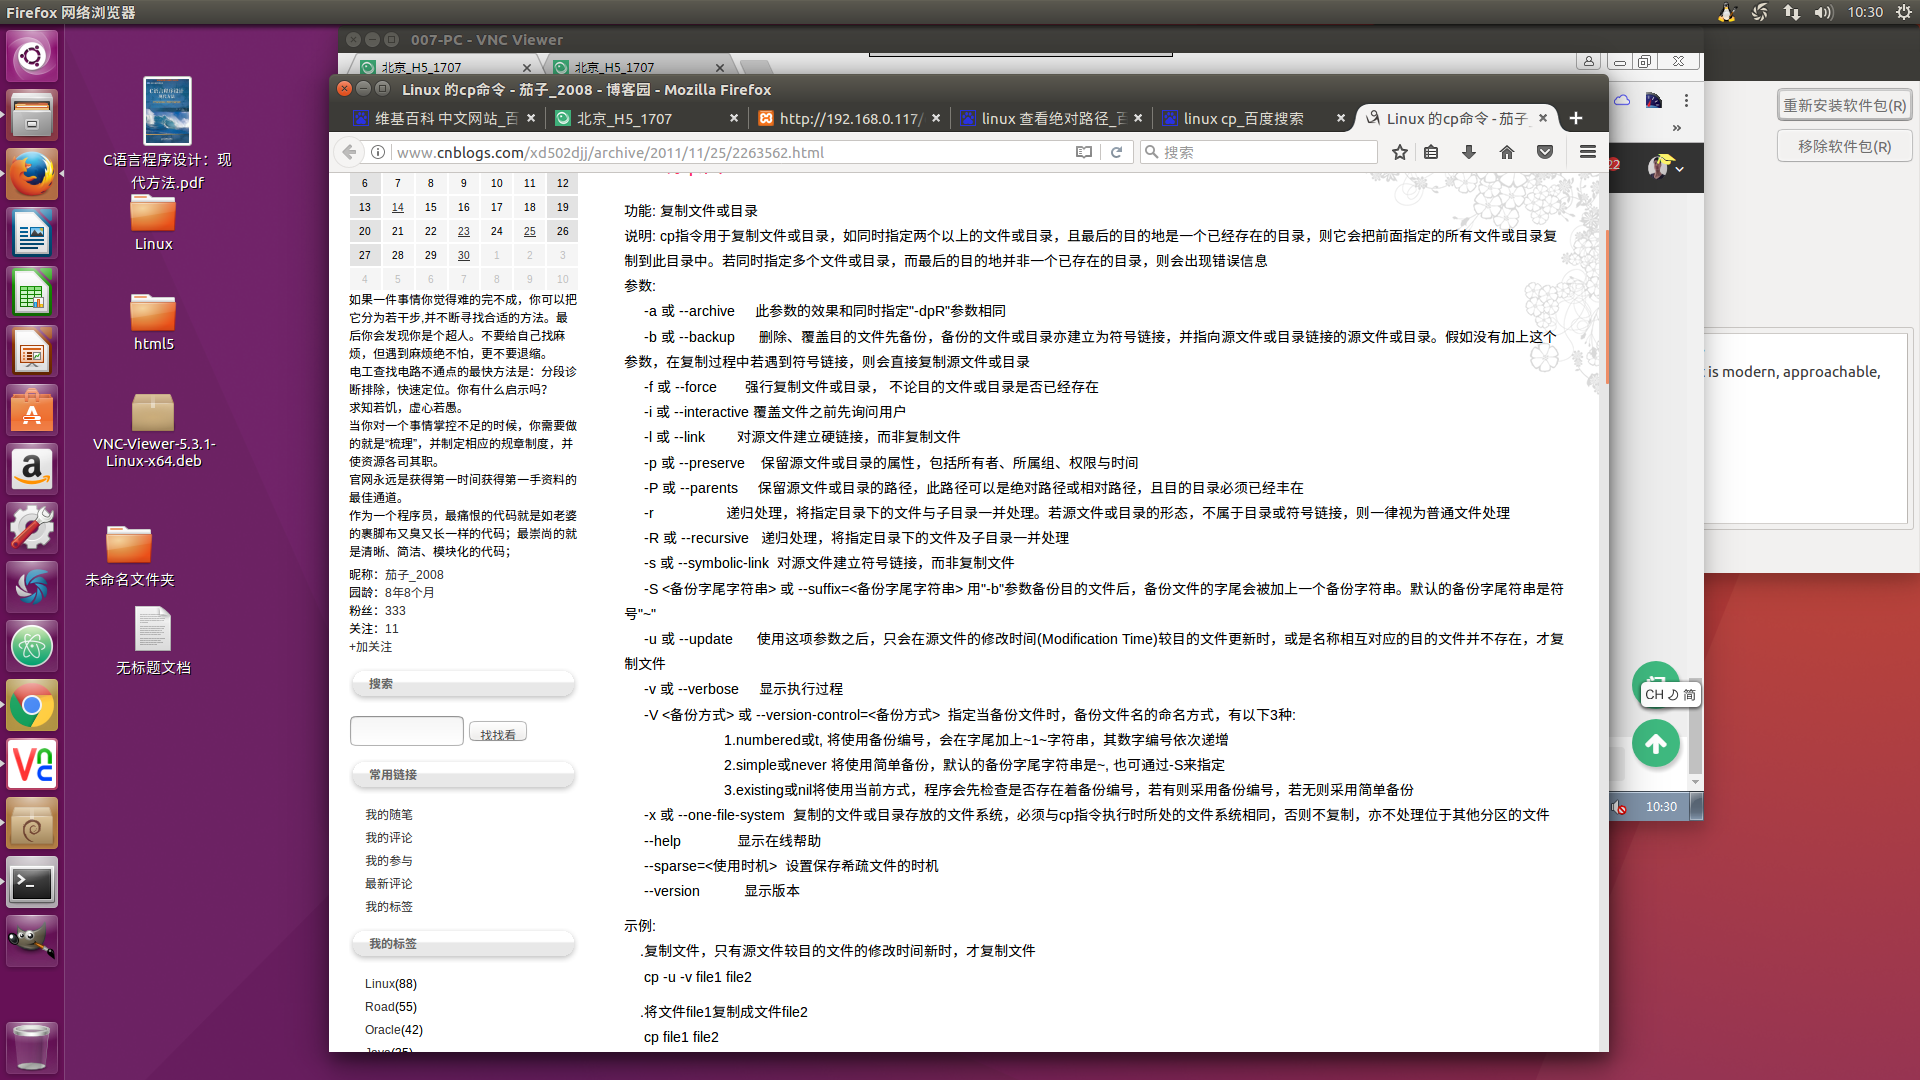 Firefox 网络浏览器
10:30
007-PC - VNC Viewer
北京_H5_1707
北京_H5_1707
Linux 的cp命令 - 茄子_2008 - 博客园 - Mozilla Firefox
维基百科 中文网站_百
北京_H5_1707
http://192.168.0.117/
linux 查看绝对路径_百
linux cp_百度搜索
Linux 的cp命令 - 茄子_
www.cnblogs.com/xd502djj/archive/2011/11/25/2263562.html
搜索
重新安装软件包(R)
移除软件包(R)
22
is modern, approachable,
CH 简
10:30
C语言程序设计：现
代方法.pdf
Linux
html5
VNC-Viewer-5.3.1-
Linux-x64.deb
未命名文件夹
无标题文档
6 7 8 9 10 11 12
13 14 15 16 17 18 19
20 21 22 23 24 25 26
27 28 29 30 1 2 3
4 5 6 7 8 9 10
如果一件事情你觉得难的完不成，你可以把
它分为若干步,并不断寻找合适的方法。最
后你会发现你是个超人。不要给自己找麻
烦，但遇到麻烦绝不怕，更不要退缩。
电工查找电路不通点的最快方法是：分段诊
断排除，快速定位。你有什么启示吗？
求知若饥，虚心若愚。
当你对一个事情掌控不足的时候，你需要做
的就是“梳理”，并制定相应的规章制度，并
使资源各司其职。
官网永远是获得第一时间获得第一手资料的
最佳通道。
作为一个程序员，最痛恨的代码就是如老婆
的裹脚布又臭又长一样的代码；最崇尚的就
是清晰、简洁、模块化的代码；
昵称：茄子_2008
园龄：8年8个月
粉丝：333
关注：11
+加关注
搜索
找找看
常用链接
我的随笔
我的评论
我的参与
最新评论
我的标签
我的标签
Linux(88)
Road(55)
Oracle(42)
Java(35)
功能: 复制文件或目录
说明: cp指令用于复制文件或目录，如同时指定两个以上的文件或目录，且最后的目的地是一个已经存在的目录，则它会把前面指定的所有文件或目录复
制到此目录中。若同时指定多个文件或目录，而最后的目的地并非一个已存在的目录，则会出现错误信息
参数:
-a 或 --archive 此参数的效果和同时指定"-dpR"参数相同
-b 或 --backup 删除、覆盖目的文件先备份，备份的文件或目录亦建立为符号链接，并指向源文件或目录链接的源文件或目录。假如没有加上这个
参数，在复制过程中若遇到符号链接，则会直接复制源文件或目录
-f 或 --force 强行复制文件或目录， 不论目的文件或目录是否已经存在
-i 或 --interactive 覆盖文件之前先询问用户
-l 或 --link 对源文件建立硬链接，而非复制文件
-p 或 --preserve 保留源文件或目录的属性，包括所有者、所属组、权限与时间
-P 或 --parents 保留源文件或目录的路径，此路径可以是绝对路径或相对路径，且目的目录必须已经丰在
-r 递归处理，将指定目录下的文件与子目录一并处理。若源文件或目录的形态，不属于目录或符号链接，则一律视为普通文件处理
-R 或 --recursive 递归处理，将指定目录下的文件及子目录一并处理
-s 或 --symbolic-link 对源文件建立符号链接，而非复制文件
-S <备份字尾字符串> 或 --suffix=<备份字尾字符串> 用"-b"参数备份目的文件后，备份文件的字尾会被加上一个备份字符串。默认的备份字尾符串是符
号"~"
-u 或 --update 使用这项参数之后，只会在源文件的修改时间(Modification Time)较目的文件更新时，或是名称相互对应的目的文件并不存在，才复
制文件
-v 或 --verbose 显示执行过程
-V <备份方式> 或 --version-control=<备份方式> 指定当备份文件时，备份文件名的命名方式，有以下3种:
1.numbered或t, 将使用备份编号，会在字尾加上~1~字符串，其数字编号依次递增
2.simple或never 将使用简单备份，默认的备份字尾字符串是~, 也可通过-S来指定
3.existing或nil将使用当前方式，程序会先检查是否存在着备份编号，若有则采用备份编号，若无则采用简单备份
-x 或 --one-file-system 复制的文件或目录存放的文件系统，必须与cp指令执行时所处的文件系统相同，否则不复制，亦不处理位于其他分区的文件
--help 显示在线帮助
--sparse=<使用时机> 设置保存希疏文件的时机
--version 显示版本
示例:
.复制文件，只有源文件较目的文件的修改时间新时，才复制文件
cp -u -v file1 file2
.将文件file1复制成文件file2
cp file1 file2